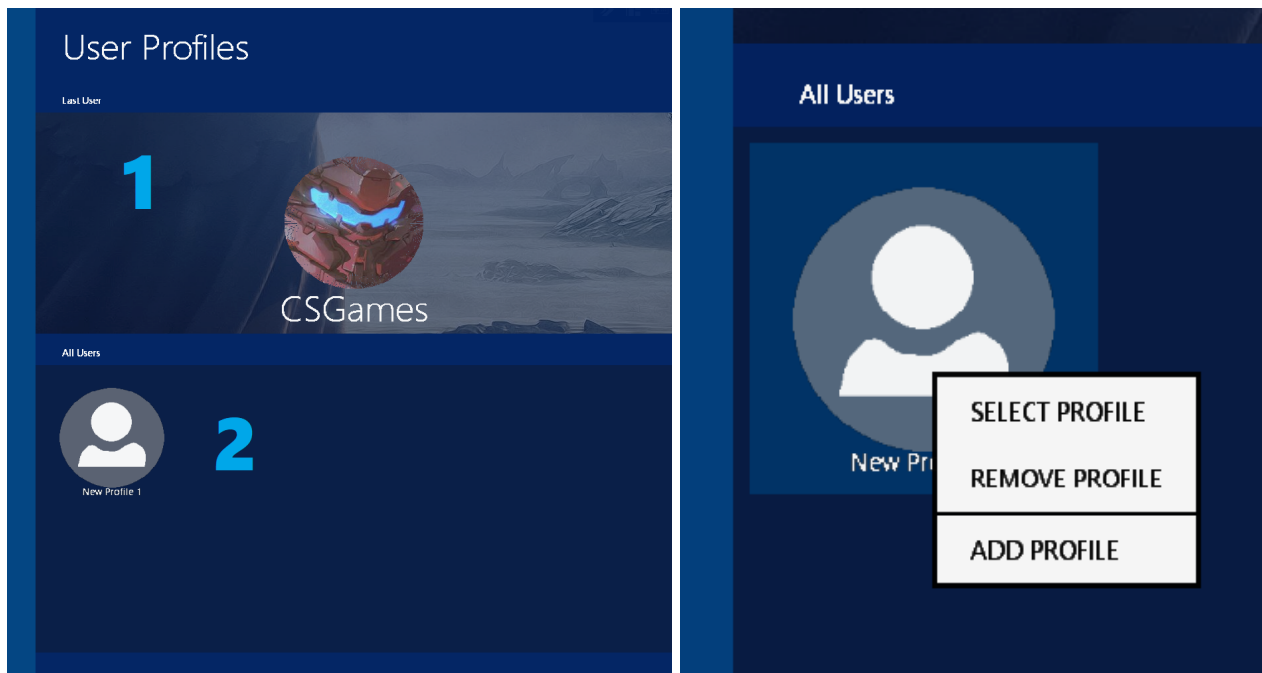 User Profiles
Last User
1
CSGames
All Users
2
New Profile 1
All Users
New
SELECT PROFILE
REMOVE PROFILE
ADD PROFILE